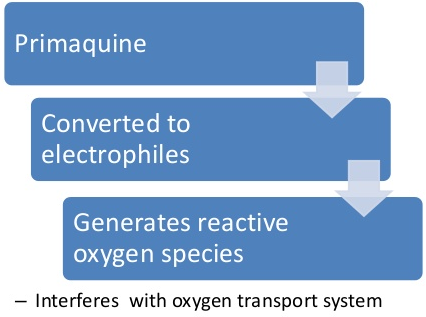 Primaquine
Converted to
electrophiles
Generates reactive
oxygen species
– Interferes with oxygen transport system